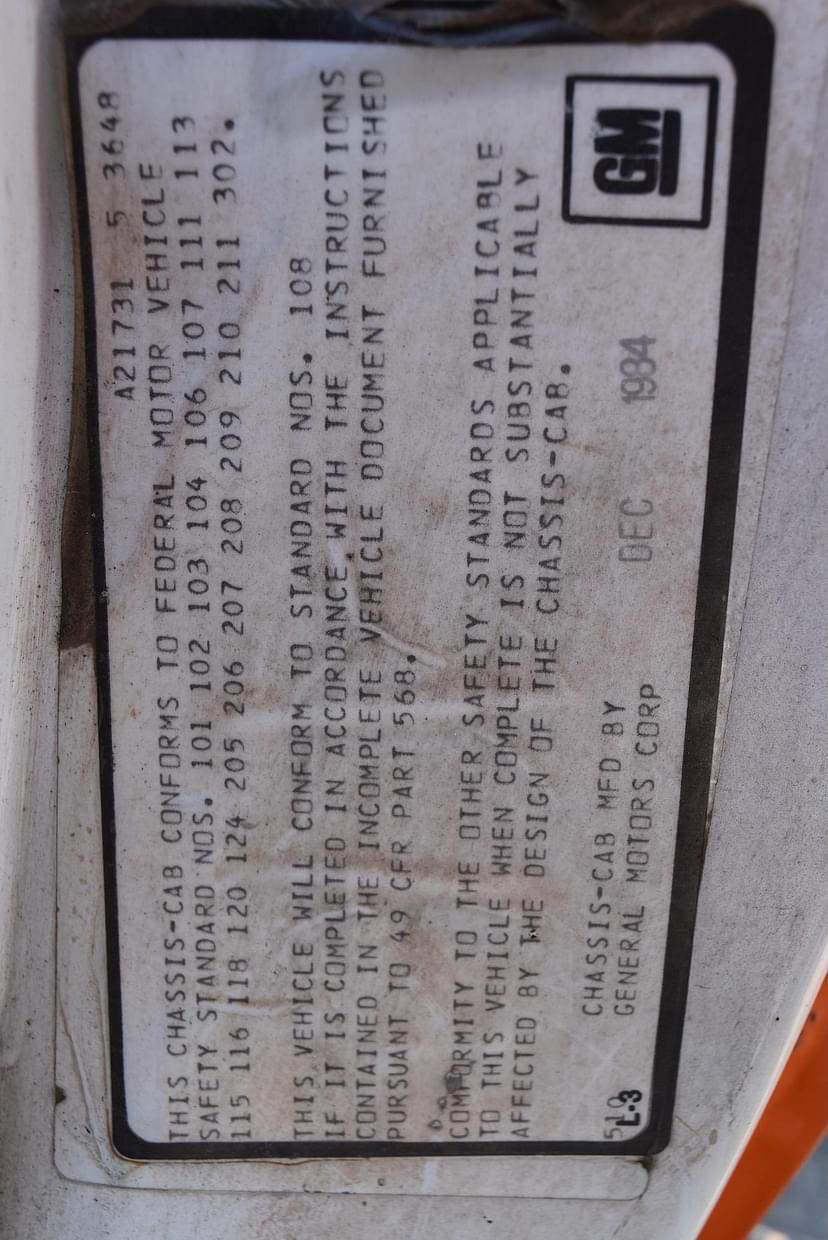 A21731 5 3648
THIS CHASSIS-CAB CONFORMS TO FEDERAL MOTOR VEHICLE
SAFETY STANDARD NOS. 101 102 103 104 106 107 111 113
115 116 118 120 124 205 206 207 208 209 210 211 302.
THIS VEHICLE WILL CONFORM TO STANDARD NOS. 108
IF IT IS COMPLETED IN ACCORDANCE WITH THE INSTRUCTIONS
CONTAINED IN THE INCOMPLETE VEHICLE DOCUMENT FURNISHED
PURSUANT TO 49 CFR PART 568.
CONFORMITY TO THE OTHER SAFETY STANDARDS APPLICABLE
TO THIS VEHICLE WHEN COMPLETE IS NOT SUBSTANTIALLY
AFFECTED BY THE DESIGN OF THE CHASSIS-CAB.
CHASSIS-CAB MFD BY
GENERAL MOTORS CORP
DEC 1984
GM
L-3